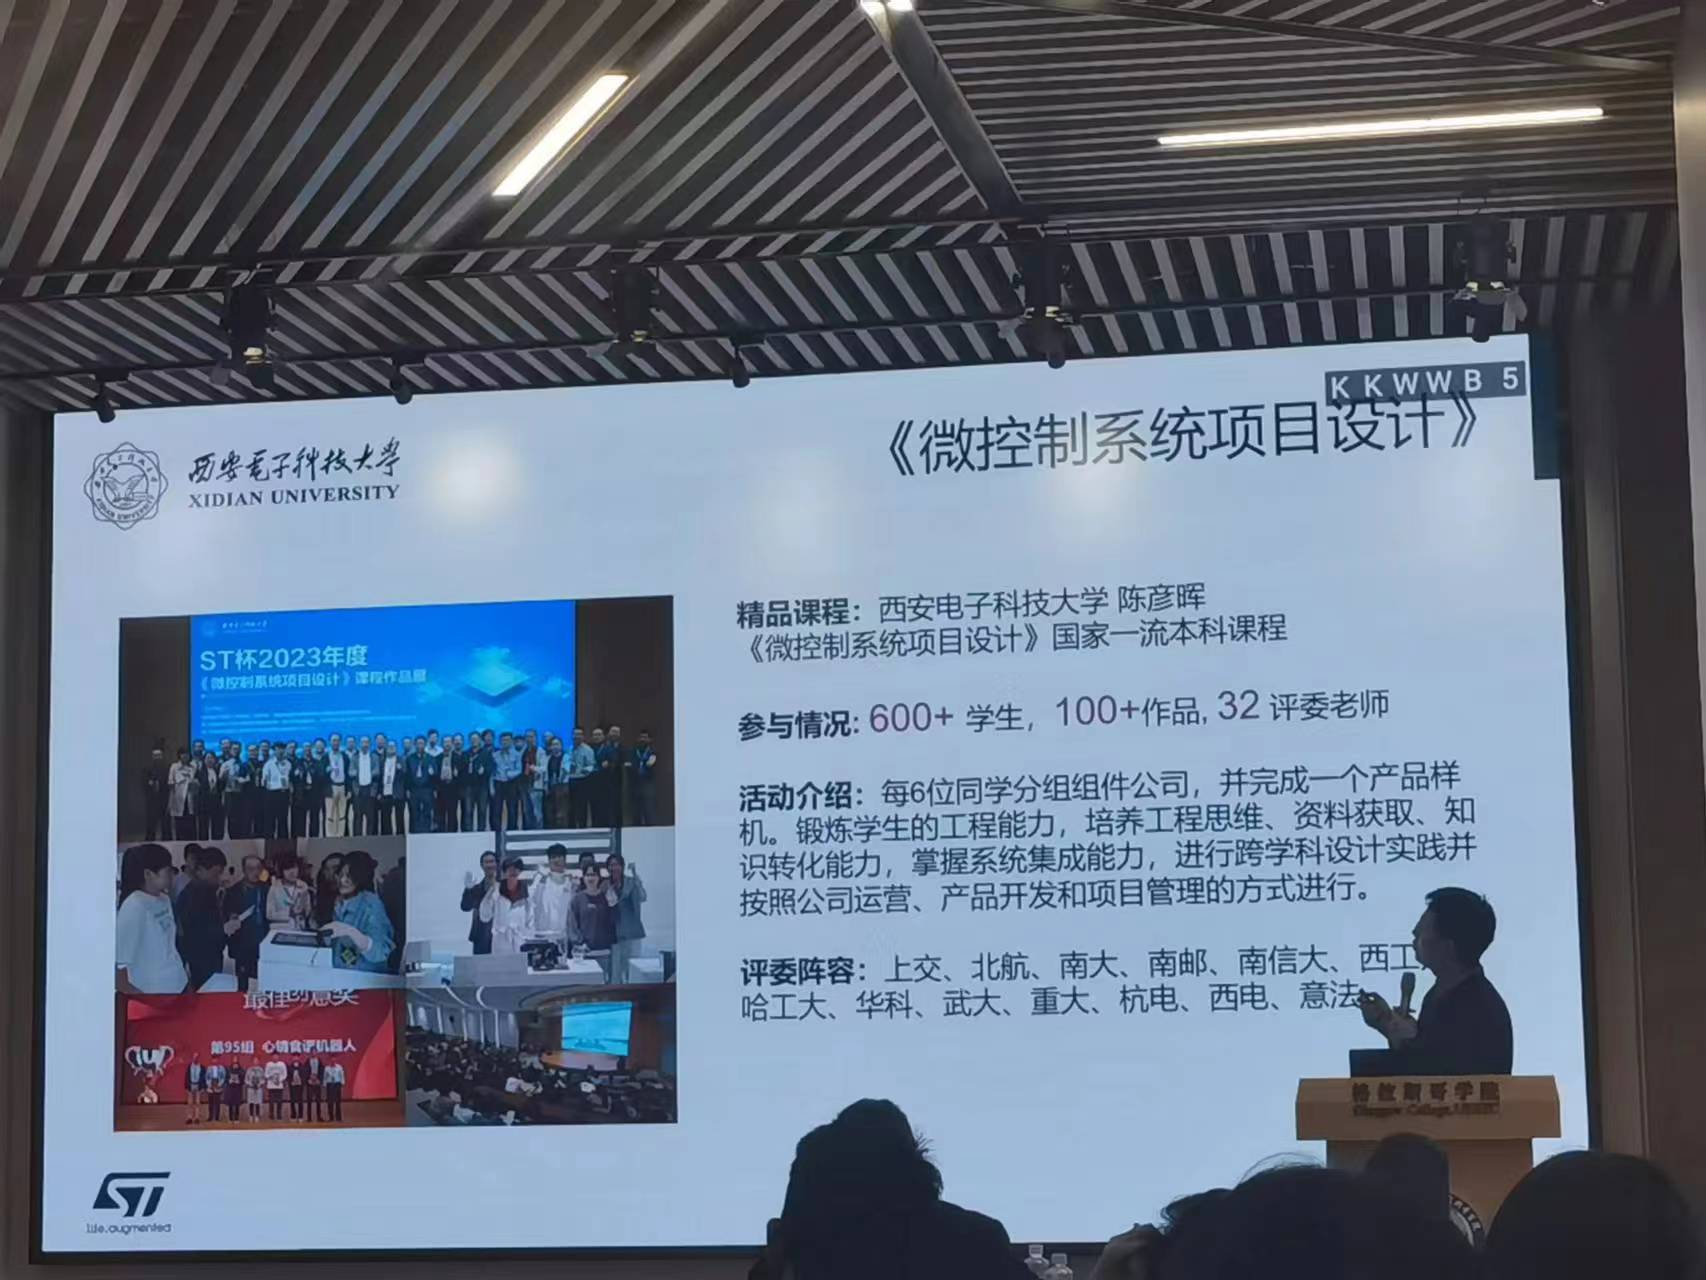 KKWWB 5
《微控制系统项目设计》
西安电子科技大学
XIDIAN UNIVERSITY
精品课程：西安电子科技大学 陈彦晖
《微控制系统项目设计》国家一流本科课程
参与情况: 600+ 学生，100+作品, 32 评委老师
活动介绍：每6位同学分组组件公司，并完成一个产品样
机。锻炼学生的工程能力，培养工程思维、资料获取、知
识转化能力，掌握系统集成能力，进行跨学科设计实践并
按照公司运营、产品开发和项目管理的方式进行。
评委阵容：上交、北航、南大、南邮、南信大、西工
哈工大、华科、武大、重大、杭电、西电、意法
ST杯2023年度
《微控制系统项目设计》课程作品展
最佳创意奖
第95组 心情食谱机器人
ST
life.augmented
格拉斯哥学院
Glasgow College, UESTC